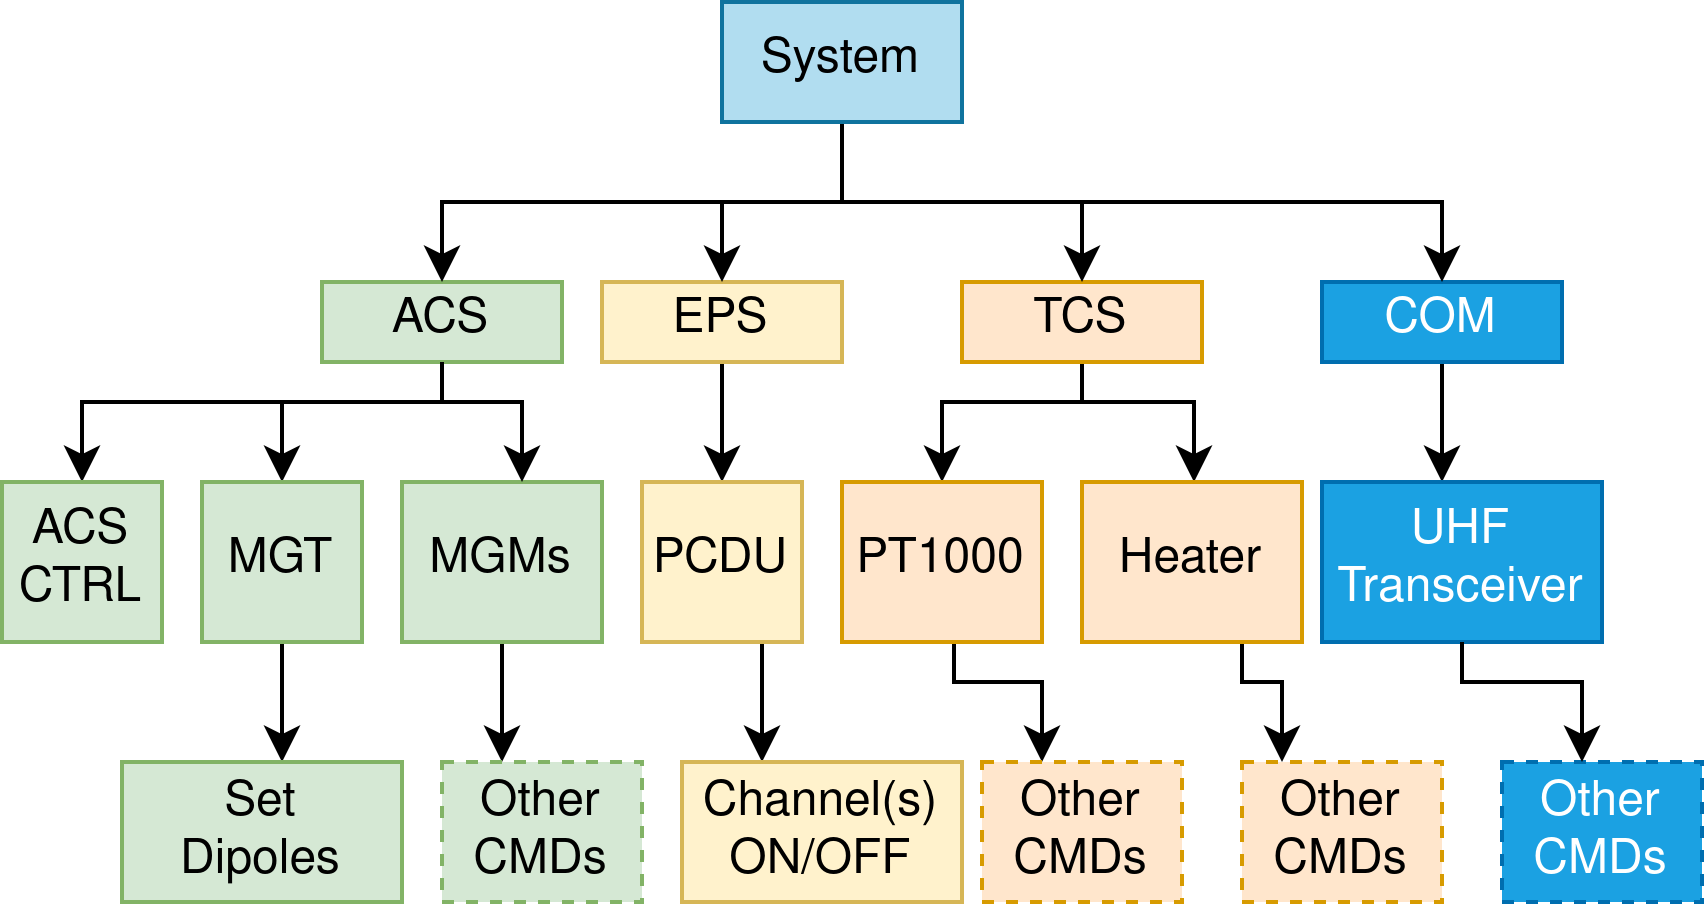 System
ACS
EPS
TCS
COM
ACS
CTRL
MGT
MGMs
PCDU
PT1000
Heater
UHF
Transceiver
Set
Dipoles
Other
CMDs
Channel(s)
ON/OFF
Other
CMDs
Other
CMDs
Other
CMDs